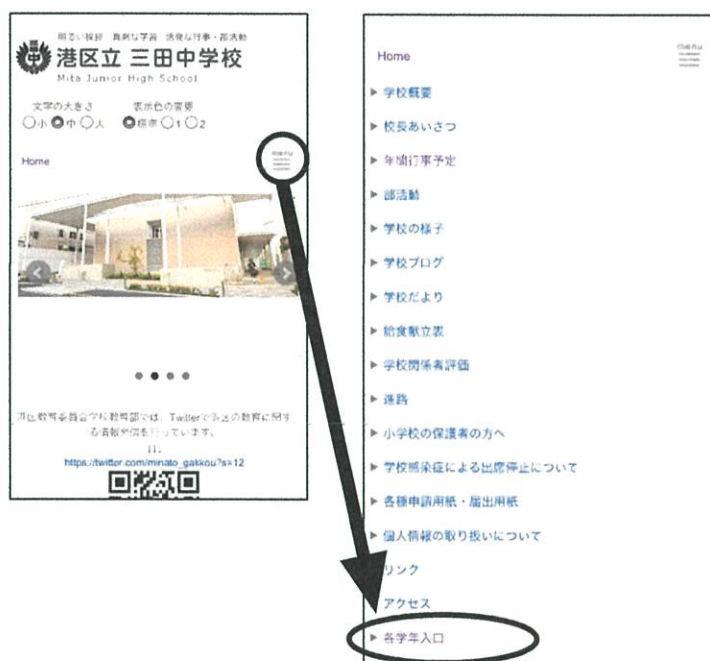 明るい挨拶 真剣な学習 活発な行事・部活動
港区立 三田中学校
Mita Junior High School
文字の大きさ 表示色の変更
小 中 大 標準 1 2
Home
menu
港区教育委員会学校教育部では、Twitterで港区の教育に関す
る情報発信を行っています。
https://twitter.com/minato_gakkou?s=12
Home
menu
学校概要
校長あいさつ
年間行事予定
部活動
学校の様子
学校ブログ
学校だより
給食献立表
学校関係者評価
進路
小学校の保護者の方へ
学校感染症による出席停止について
各種申請用紙・届出用紙
個人情報の取り扱いについて
リンク
アクセス
各学年入口